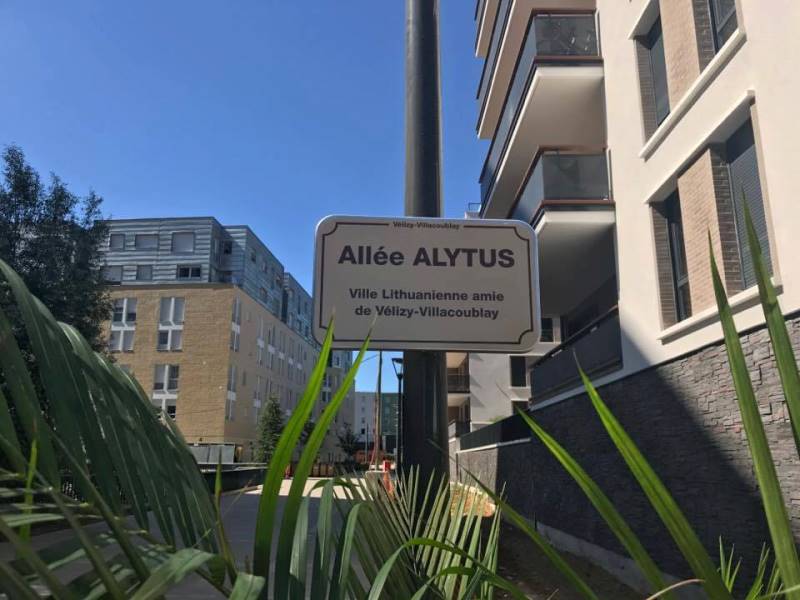 Vélizy-Villacoublay
Allée ALYTUS
Ville Lithuanienne amie
de Vélizy-Villacoublay